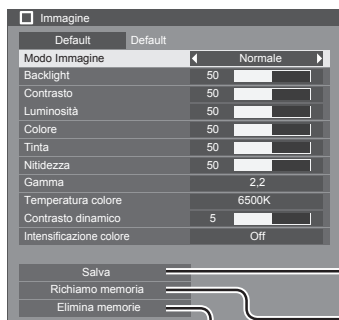 Immagine
Default Default
Modo Immagine Normale
Backlight 50
Contrasto 50
Luminosità 50
Colore 50
Tinta 50
Nitidezza 50
Gamma 2,2
Temperatura colore 6500K
Contrasto dinamico 5
Intensificazione colore Off
Salva
Richiamo memoria
Elimina memorie